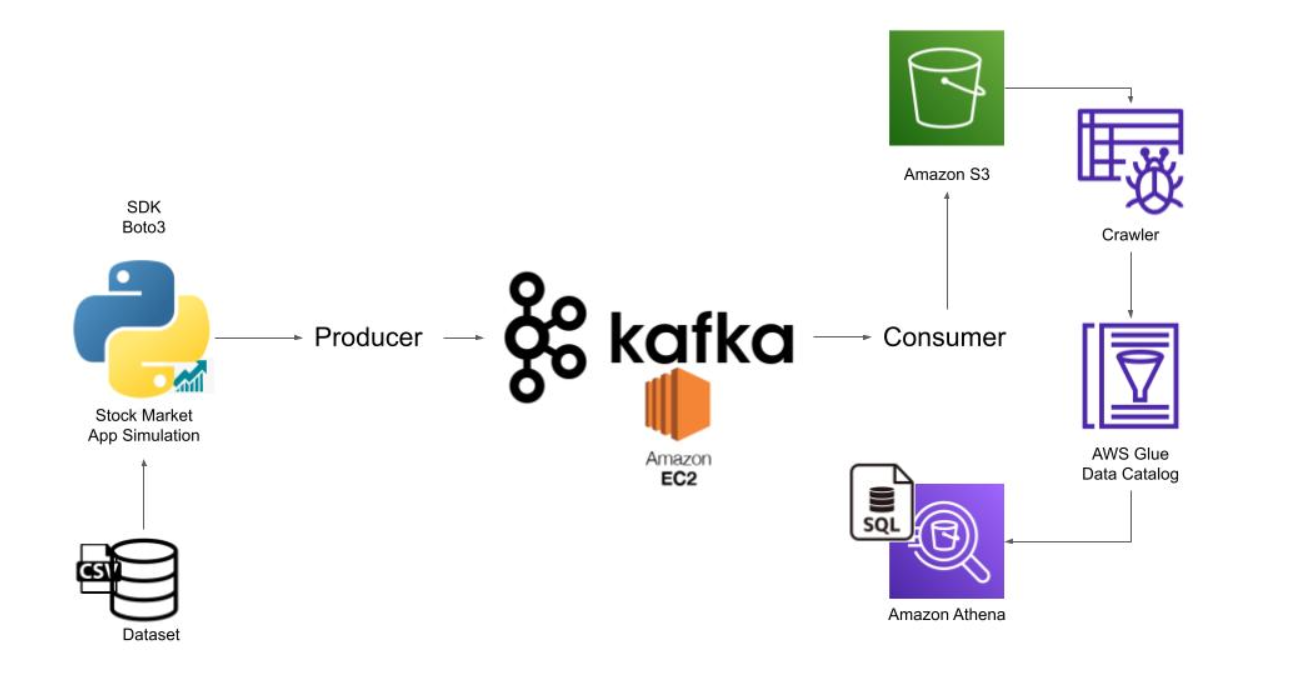 SDK
Boto3
Stock Market
App Simulation
CSV
Dataset
Producer
kafka
Amazon
EC2
Consumer
Amazon S3
Crawler
AWS Glue
Data Catalog
SQL
Amazon Athena